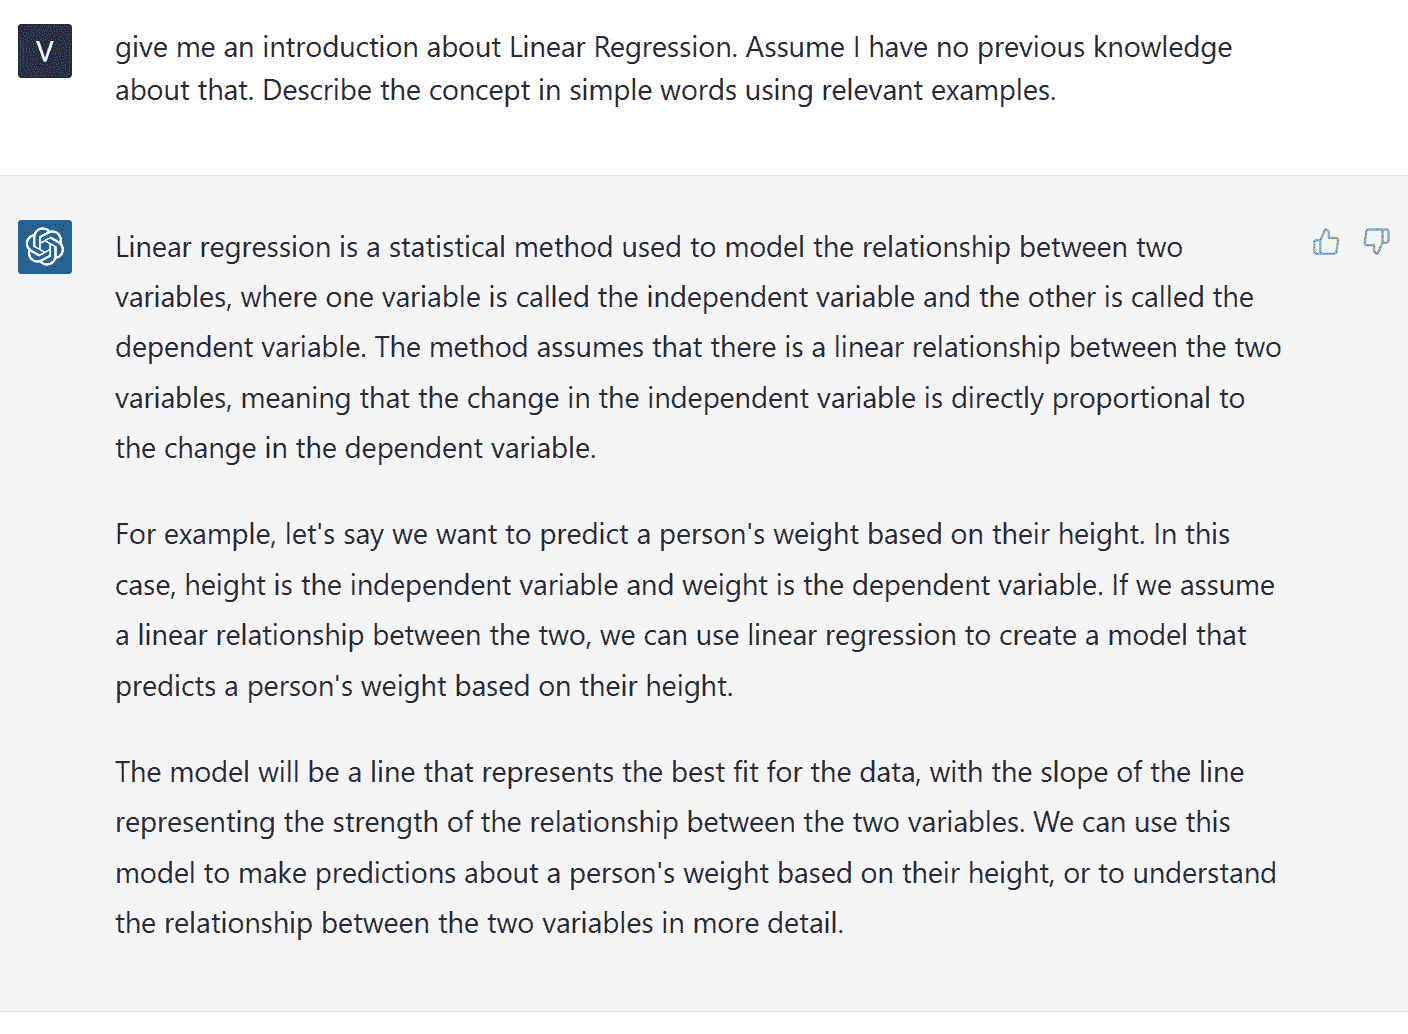 V
give me an introduction about Linear Regression. Assume I have no previous knowledge
about that. Describe the concept in simple words using relevant examples.
Linear regression is a statistical method used to model the relationship between two
variables, where one variable is called the independent variable and the other is called the
dependent variable. The method assumes that there is a linear relationship between the two
variables, meaning that the change in the independent variable is directly proportional to
the change in the dependent variable.
For example, let's say we want to predict a person's weight based on their height. In this
case, height is the independent variable and weight is the dependent variable. If we assume
a linear relationship between the two, we can use linear regression to create a model that
predicts a person's weight based on their height.
The model will be a line that represents the best fit for the data, with the slope of the line
representing the strength of the relationship between the two variables. We can use this
model to make predictions about a person's weight based on their height, or to understand
the relationship between the two variables in more detail.